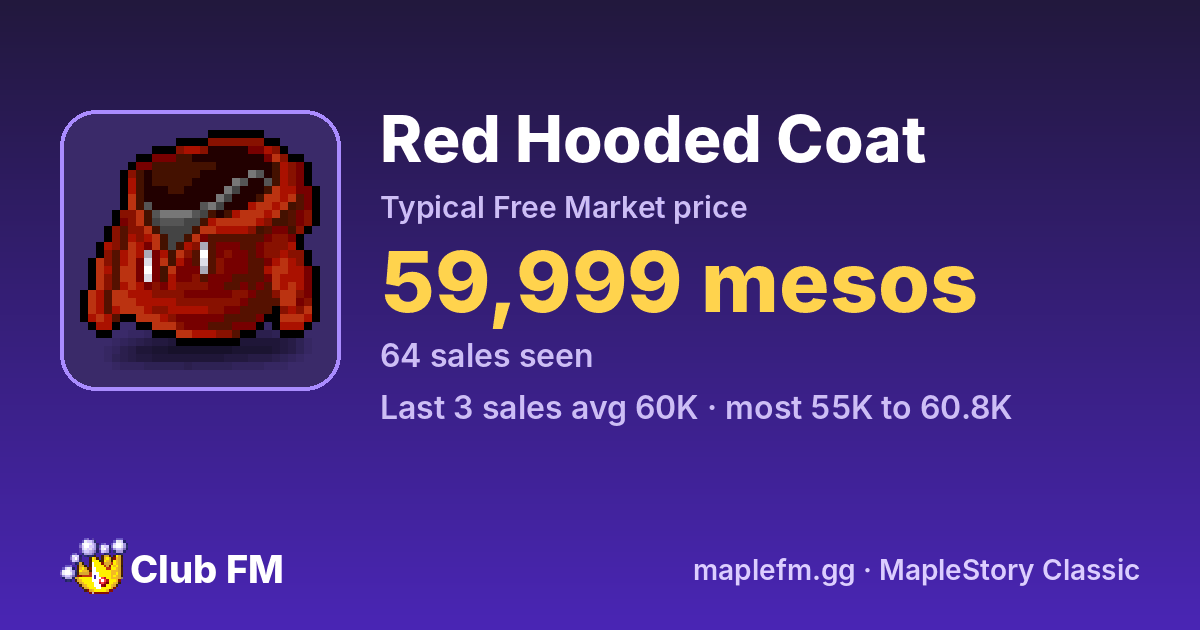 Red Hooded Coat
Typical Free Market price
59,999 mesos
64 sales seen
Last 3 sales avg 60K · most 55K to 60.8K
Club FM
maplefm.gg · MapleStory Classic